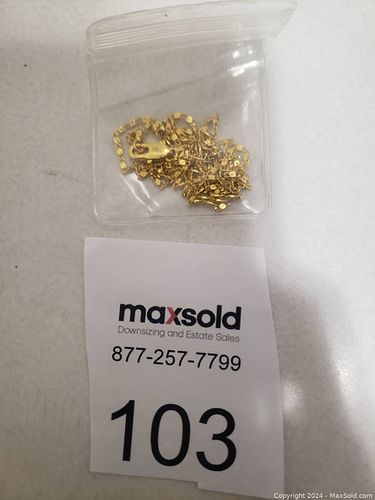 maxsold
Downsizing and Estate Sales
877-257-7799
103
Copyright 2024 - MaxSold.com